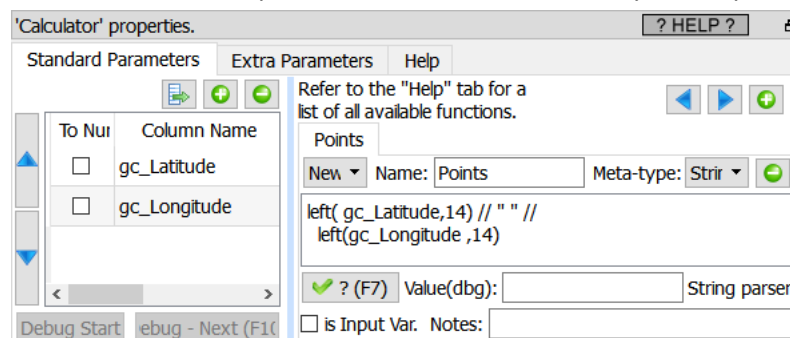 'Calculator' properties.
? HELP ?
Standard Parameters Extra Parameters Help
Refer to the "Help" tab for a
list of all available functions.
To Nur Column Name
gc_Latitude
gc_Longitude
Points
New Name: Points Meta-type: Strir
left( gc_Latitude,14) // " " //
left(gc_Longitude ,14)
? (F7) Value(dbg): String parser
is Input Var. Notes:
Debug Start ebug - Next (F10